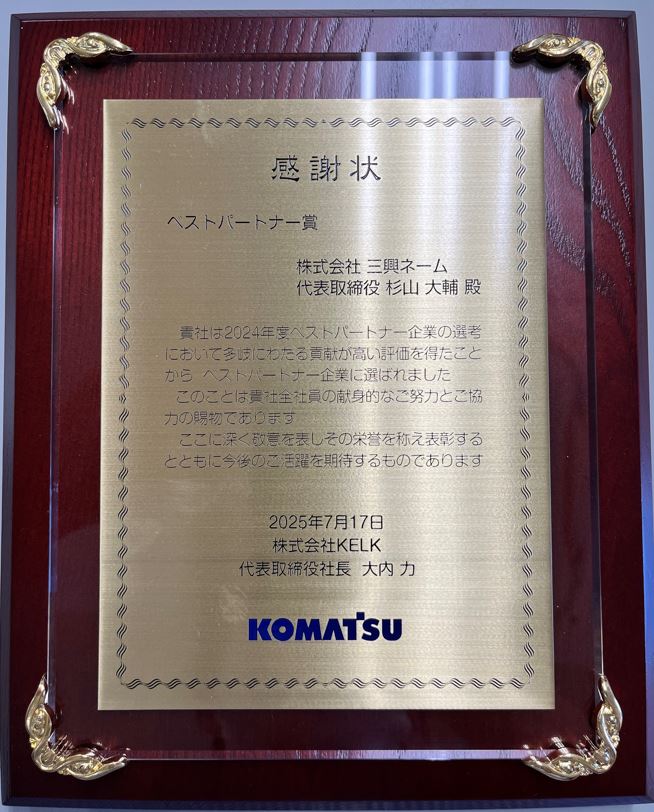 感謝状
ベストパートナー賞
株式会社 三興ネーム
代表取締役 杉山 大輔 殿
貴社は2024年度ベストパートナー企業の選考
において多岐にわたる貢献が高い評価を得たこと
から ベストパートナー企業に選ばれました
このことは貴社全社員の献身的なご努力とご協
力の賜物であります
ここに深く敬意を表しその栄誉を称え表彰する
とともに今後のご活躍を期待するものであります
2025年7月17日
株式会社KELK
代表取締役社長 大内 力
KOMATSU